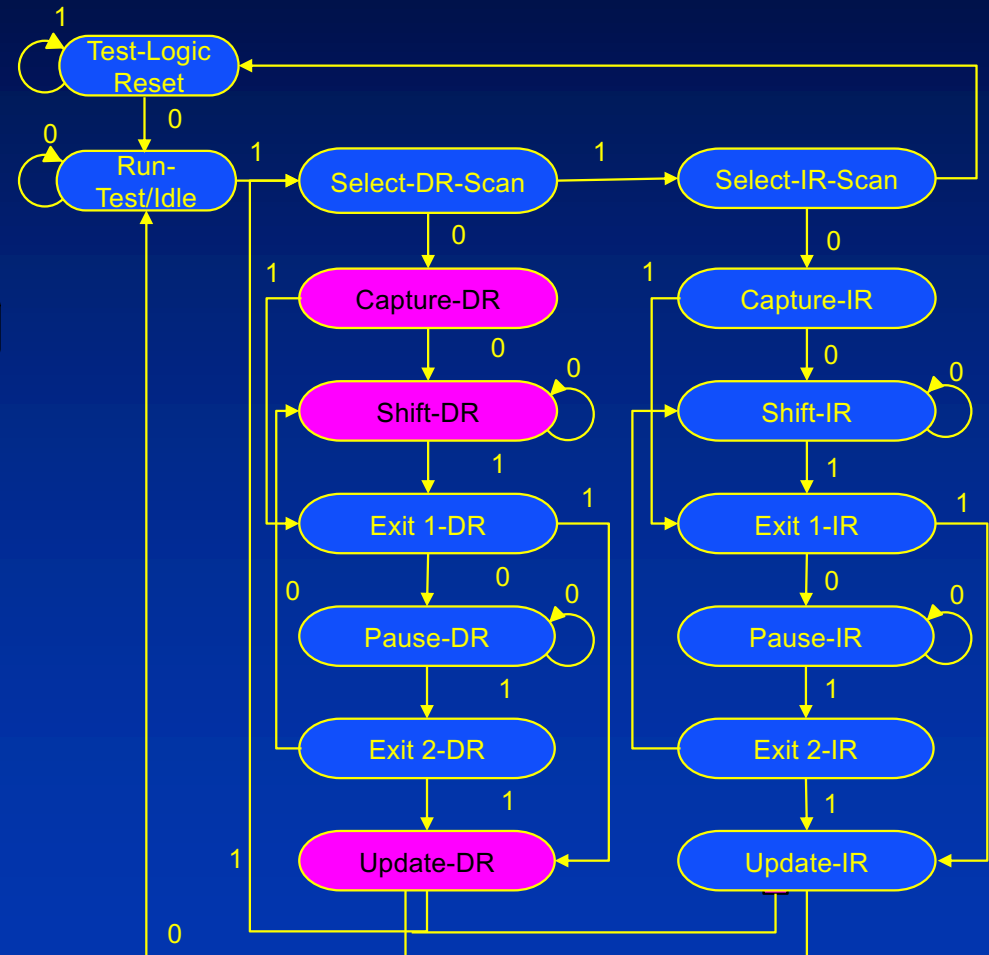 1
Test-Logic
Reset
0
0
Run-
Test/Idle
1
Select-DR-Scan
1
Select-IR-Scan
0
0
1
Capture-DR
1
Capture-IR
0
0
Shift-DR
0
Shift-IR
0
1
1
Exit 1-DR
1
Exit 1-IR
1
0
0
0
Pause-DR
0
Pause-IR
0
1
1
Exit 2-DR
Exit 2-IR
1
1
1
Update-DR
Update-IR
0